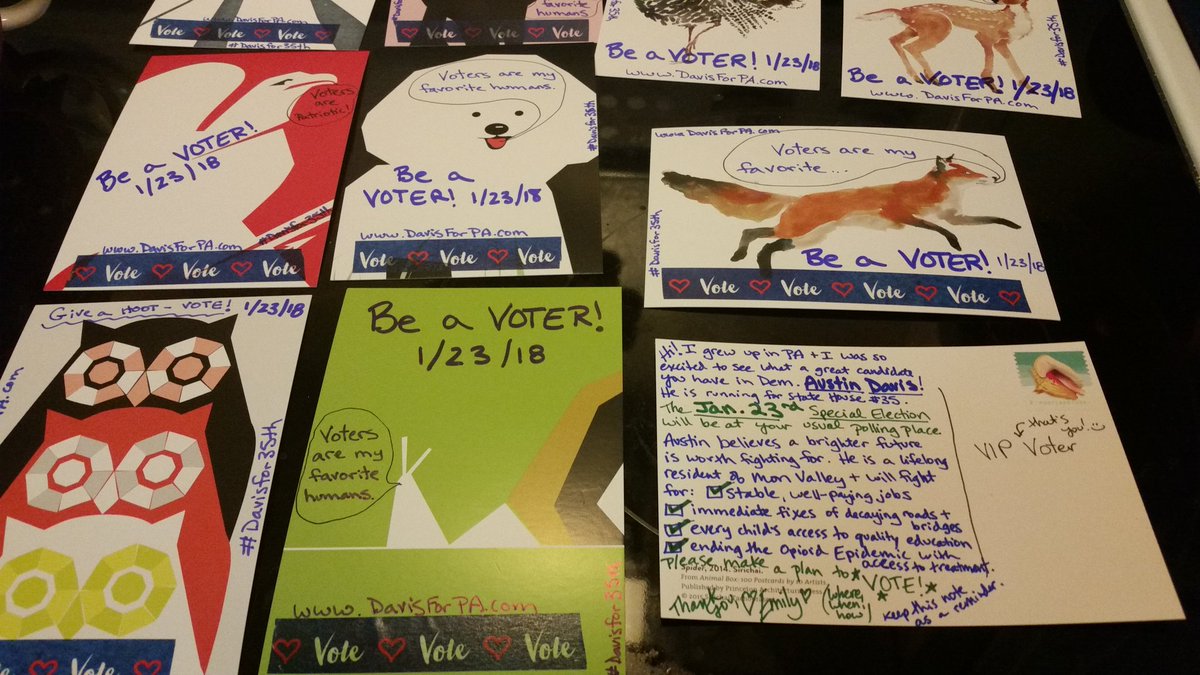 Vote Vote Vote
www.DavisForPA.com
#Davisfor35th
favorite
humans.
Vote Vote Vote
Be a VOTER! 1/23/18
www.DavisForPA.com
Be a VOTER! 1/23/18
www.DavisForPA.com
#Davisfor35th
Voters
are
Patriotic!
Be a VOTER!
1/23/18
#Davisfor35th
www.DavisForPA.com
Vote Vote Vote
Voters are my
favorite humans.
#Davisfor35th
Be a
VOTER! 1/23/18
www.DavisForPA.com
Vote Vote Vote
www.DavisForPA.com
Voters are my
favorite...
#Davisfor35th
Be a VOTER! 1/23/18
Vote Vote Vote Vote
Give a HOOT - VOTE! 1/23/18
PA.com
#Davisfor35th
Vote Vote
Be a VOTER!
1/23/18
Voters
are my
favorite
humans.
www.DavisForPA.com
#Davisfor35th
Vote Vote Vote
Hi! I grew up in PA + I was so
excited to see what a great candidate
you have in Dem. Austin Davis!
He is running for State House #35.
The Jan. 23rd Special Election
will be at your usual polling place.
Austin believes a brighter future
is worth fighting for. He is a lifelong
resident of Mon Valley + will fight
for: Stable, well-paying jobs
immediate fixes of decaying roads +
bridges
every child's access to quality education
ending the Opioid Epidemic with
access to treatment.
please make a plan to VOTE!
Spider, 2014. Sirichai.
From Animal Box: 100 Postcards by 10 Artists
Published by Princeton Architectural Press
© 2015
Thank you, Emily
(where,
when,
how)
keep this note
as a reminder.
that's
you!
VIP Voter